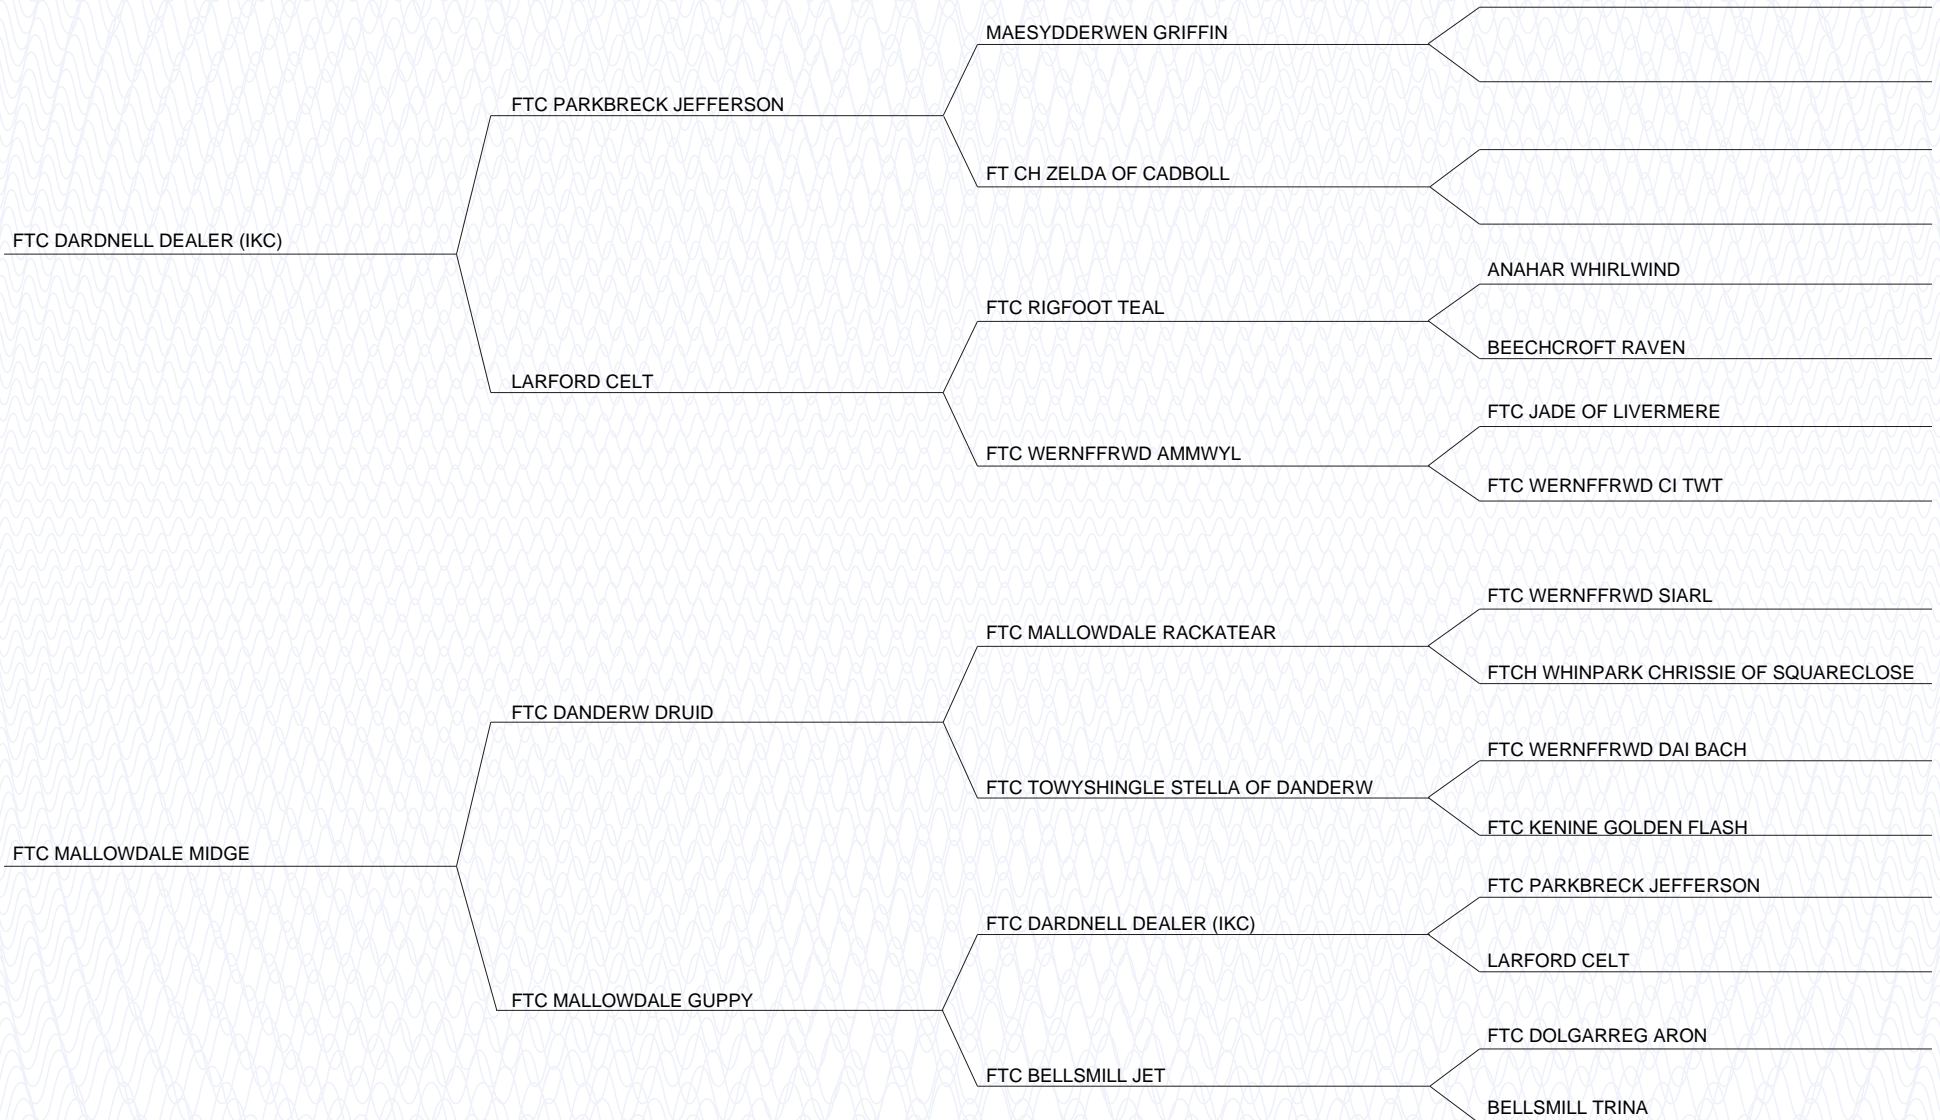 MAESYDDERWEN GRIFFIN
FTC PARKBRECK JEFFERSON
FT CH ZELDA OF CADBOLL
FTC DARDNELL DEALER (IKC)
ANAHAR WHIRLWIND
FTC RIGFOOT TEAL
BEECHCROFT RAVEN
LARFORD CELT
FTC JADE OF LIVERMERE
FTC WERNFFRWD AMMWYL
FTC WERNFFRWD CI TWT
FTC WERNFFRWD SIARL
FTC MALLOWDALE RACKATEAR
FTCH WHINPARK CHRISSIE OF SQUARECLOSE
FTC DANDERW DRUID
FTC WERNFFRWD DAI BACH
FTC TOWYSHINGLE STELLA OF DANDERW
FTC KENINE GOLDEN FLASH
FTC MALLOWDALE MIDGE
FTC PARKBRECK JEFFERSON
FTC DARDNELL DEALER (IKC)
LARFORD CELT
FTC MALLOWDALE GUPPY
FTC DOLGARREG ARON
FTC BELLSMILL JET
BELLSMILL TRINA